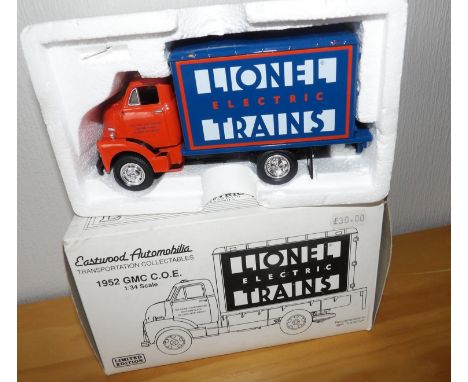 LIONEL
ELECTRIC
TRAINS
£30.00
Eastwood Automobilia
TRANSPORTATION COLLECTABLES
1952 GMC C.O.E.
1:34 Scale
LIONEL
ELECTRIC
TRAINS
LIMITED
EDITION